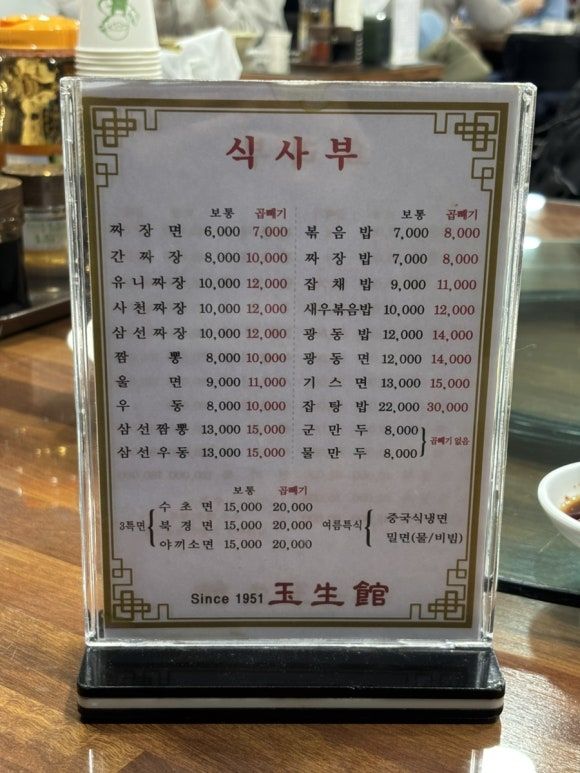 식사부
보통 곱빼기
짜장면 6,000 7,000
간짜장 8,000 10,000
유니짜장 10,000 12,000
사천짜장 10,000 12,000
삼선짜장 10,000 12,000
짬뽕 8,000 10,000
울면 9,000 11,000
우동 8,000 10,000
삼선짬뽕 13,000 15,000
삼선우동 13,000 15,000
보통 곱빼기
볶음밥 7,000 8,000
짜장밥 7,000 8,000
잡채밥 9,000 11,000
새우볶음밥 10,000 12,000
광동밥 12,000 14,000
광동면 12,000 14,000
기스면 13,000 15,000
잡탕밥 22,000 30,000
군만두 8,000
물만두 8,000
곱빼기 없음
보통 곱빼기
3특면
수초면 15,000 20,000
북경면 15,000 20,000
야끼소면 15,000 20,000
여름특식
중국식냉면
밀면(물/비빔)
Since 1951 玉生館